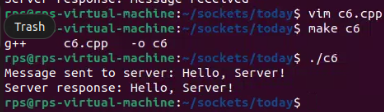 Server response: Message received
rps@rps-virtual-machine:~/sockets/today$ vim c6.cpp
Trash
rps@rps-virtual-machine:~/sockets/today$ make c6
g++ c6.cpp -o c6
rps@rps-virtual-machine:~/sockets/today$ ./c6
Message sent to server: Hello, Server!
Server response: Hello, Server!
rps@rps-virtual-machine:~/sockets/today$